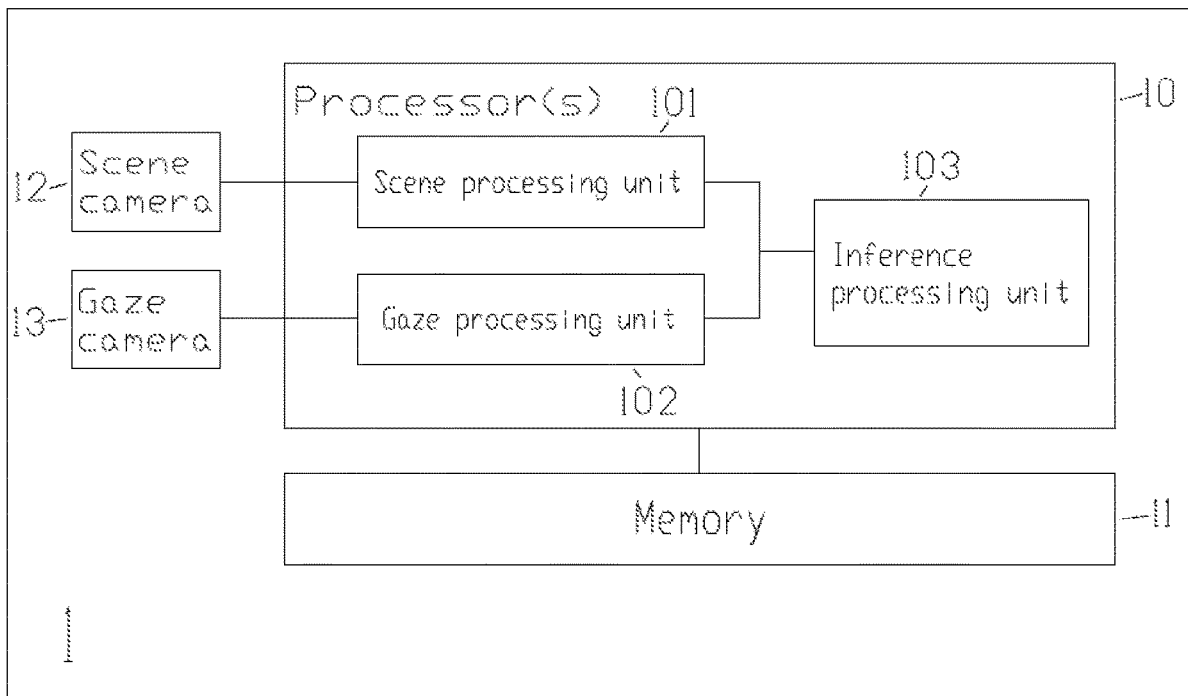 Processor(s)
10
101
12
Scene
camera
Scene processing unit
103
Inference
processing unit
13
Gaze
camera
Gaze processing unit
102
Memory
11
1